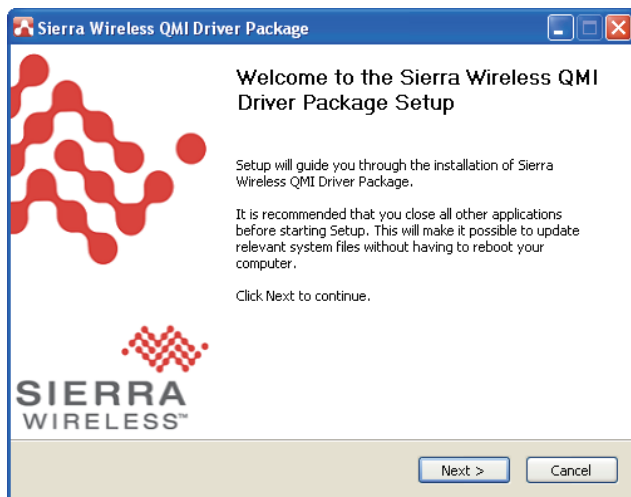 Sierra Wireless QMI Driver Package
Welcome to the Sierra Wireless QMI
Driver Package Setup
Setup will guide you through the installation of Sierra
Wireless QMI Driver Package.
It is recommended that you close all other applications
before starting Setup. This will make it possible to update
relevant system files without having to reboot your
computer.
Click Next to continue.
SIERRA
WIRELESS™
Next >
Cancel